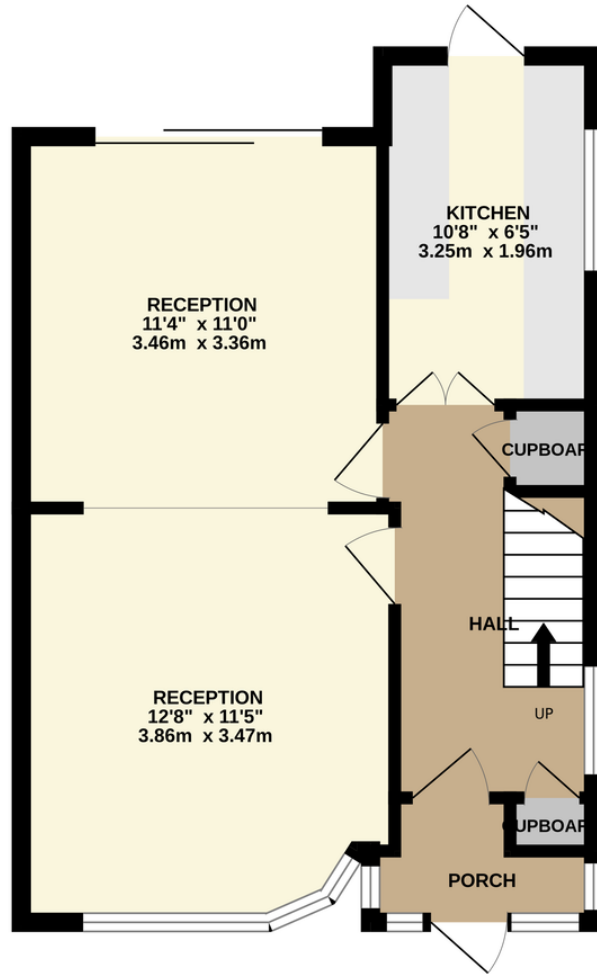 KITCHEN
10'8" x 6'5"
3.25m x 1.96m
RECEPTION
11'4" x 11'0"
3.46m x 3.36m
CUPBOAR
HALL
RECEPTION
12'8" x 11'5"
3.86m x 3.47m
UP
CUPBOAR
PORCH